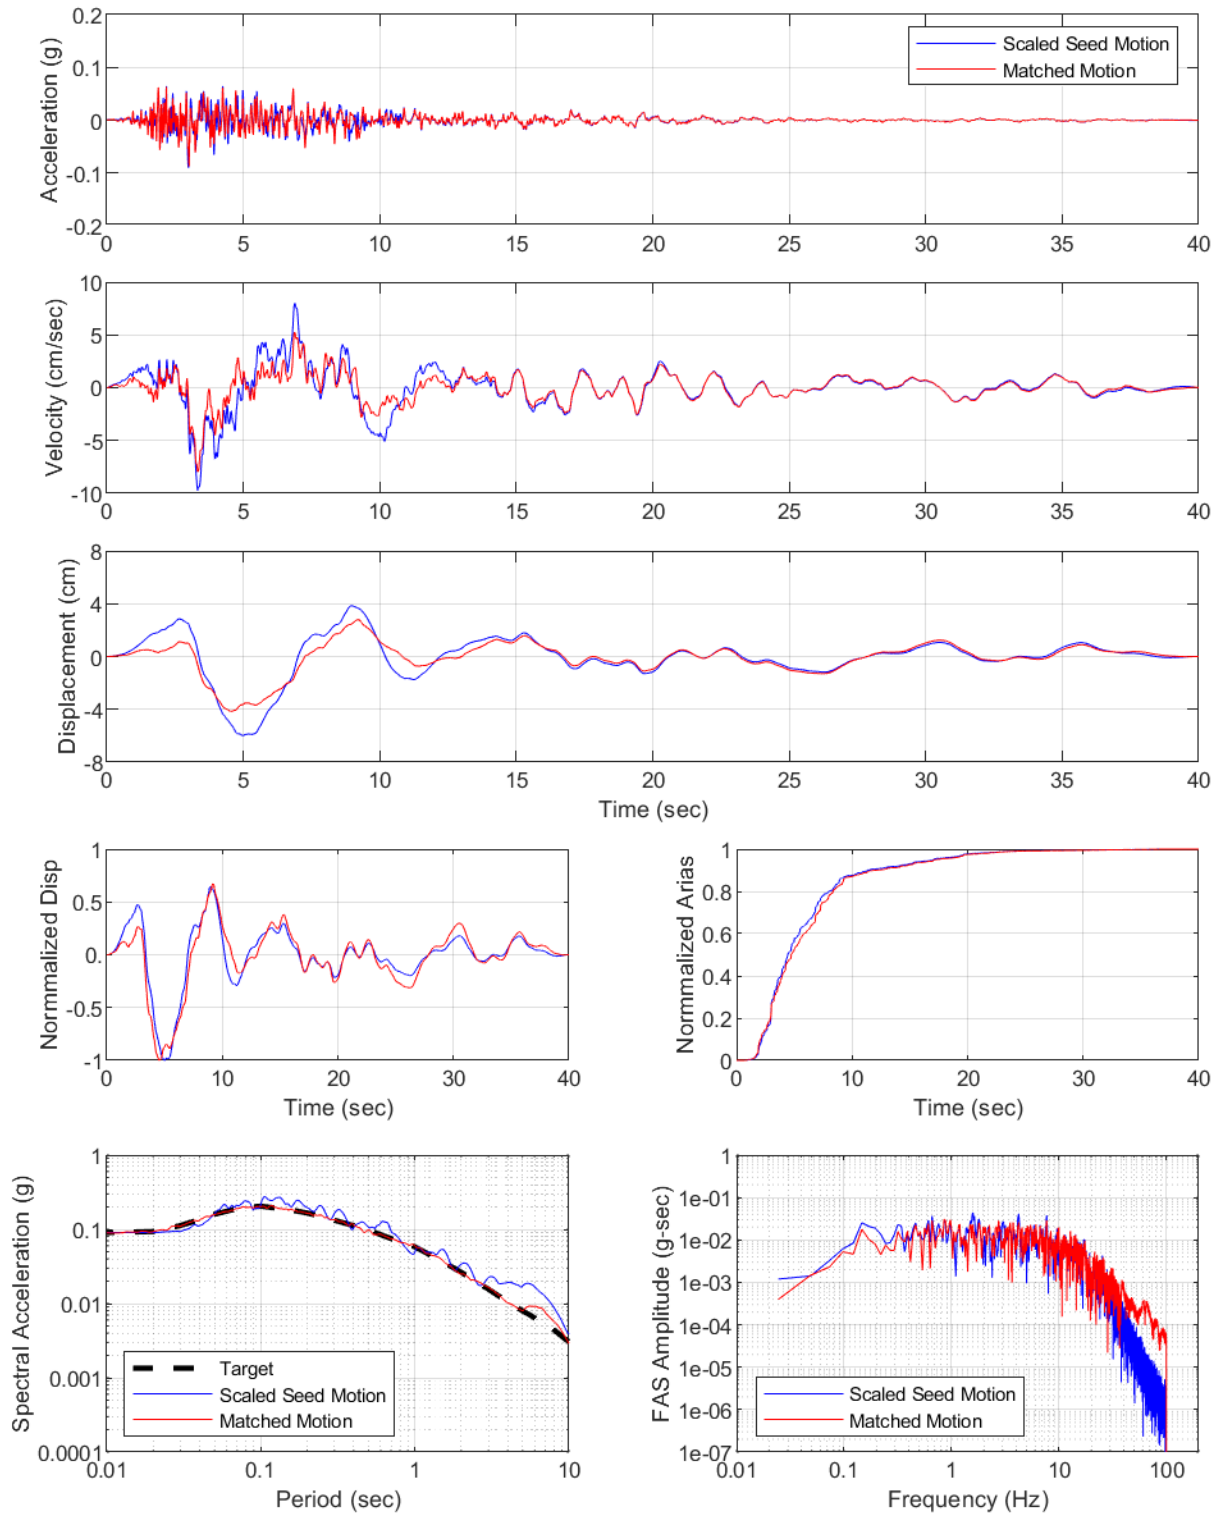 0.2
0.1
0
-0.1
-0.2
Acceleration (g)
Scaled Seed Motion
Matched Motion
0 5 10 15 20 25 30 35 40
10
5
0
-5
-10
Velocity (cm/sec)
0 5 10 15 20 25 30 35 40
8
4
0
-4
-8
Displacement (cm)
0 5 10 15 20 25 30 35 40
Time (sec)
1
0.5
0.
-0.5
-1
Normmalized Disp
0 10 20 30 40
Time (sec)
1
0.8
0.6
0.4
0.2
0
Normmalized Arias
0 10 20 30 40
Time (sec)
1
0.1
0.01
0.001
0.0001
Spectral Acceleration (g)
Target
Scaled Seed Motion
Matched Motion
0.01 0.1 1 10
Period (sec)
1
1e-01
1e-02
1e-03
1e-04
1e-05
1e-06
1e-07
FAS Amplitude (g-sec)
Scaled Seed Motion
Matched Motion
0.01 0.1 1 10 100
Frequency (Hz)